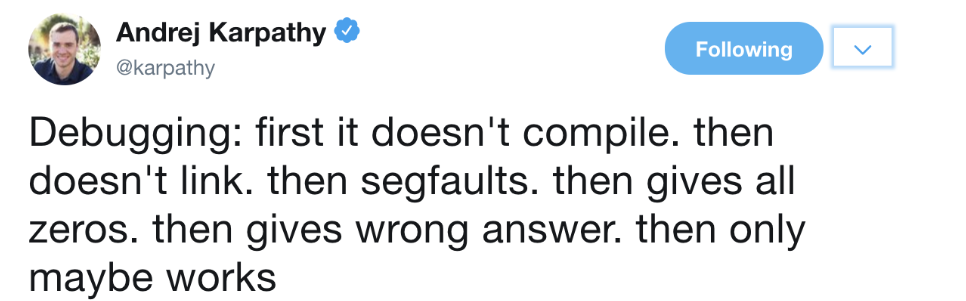 Andrej Karpathy
@karpathy
Following
Debugging: first it doesn't compile. then
doesn't link. then segfaults. then gives all
zeros. then gives wrong answer. then only
maybe works